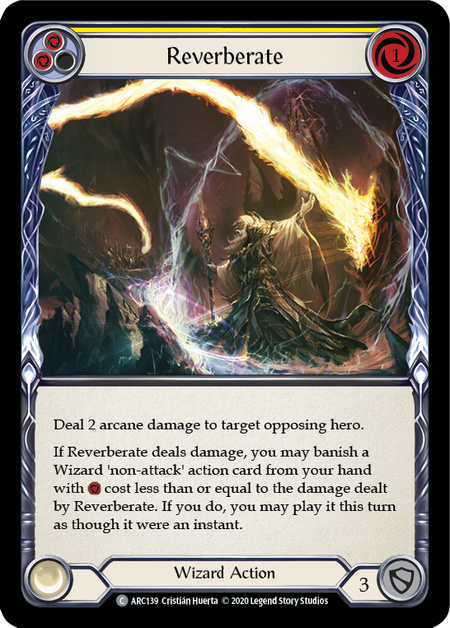 Reverberate
1
Deal 2 arcane damage to target opposing hero.
If Reverberate deals damage, you may banish a
Wizard 'non-attack' action card from your hand
with cost less than or equal to the damage dealt
by Reverberate. If you do, you may play it this turn
as though it were an instant.
Wizard Action
3
C ARC139 Cristián Huerta © 2020 Legend Story Studios